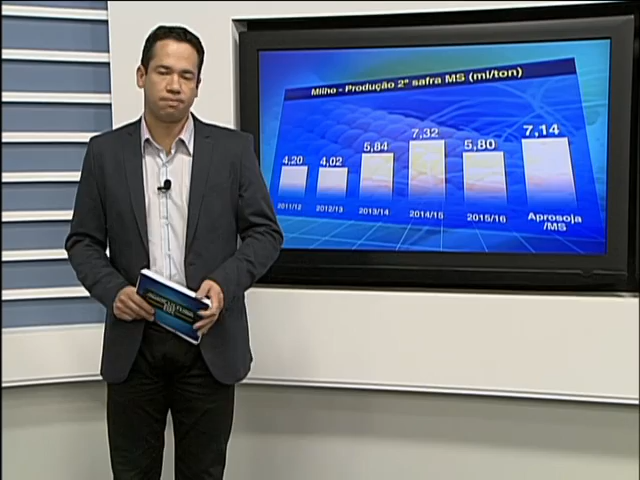 Milho - Produção 2ª safra MS (ml/ton)
4,20 4,02 5,84 7,32 5,80 7,14
2011/12 2012/13 2013/14 2014/15 2015/16 Aprosoja
/MS